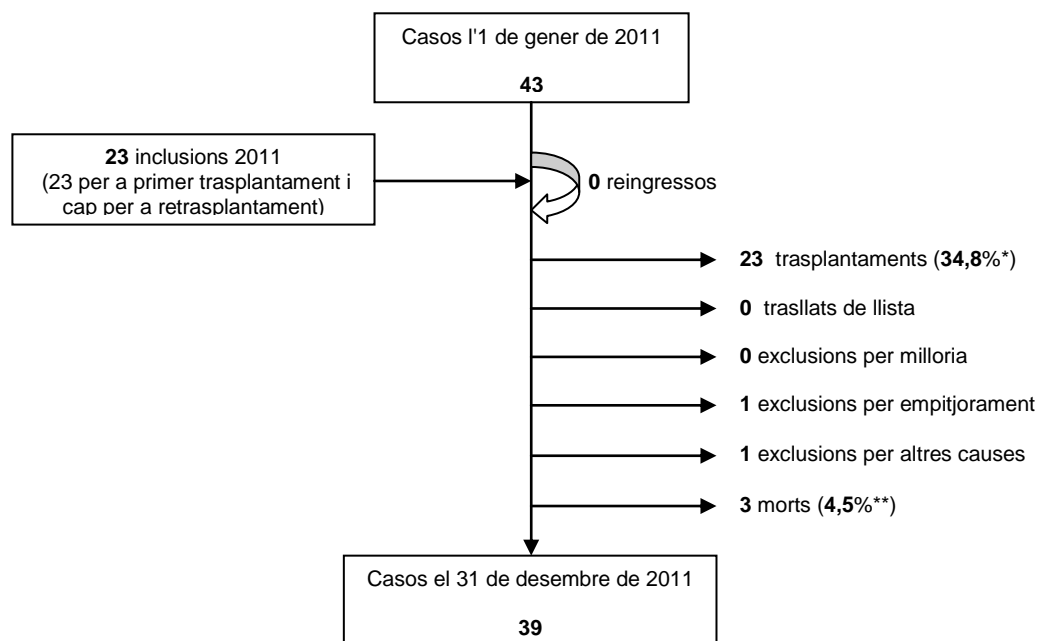 Casos l'1 de gener de 2011
43
23 inclusions 2011
(23 per a primer trasplantament i
cap per a retrasplantament)
0 reingressos
23 trasplantaments (34,8%*)
0 trasllats de llista
0 exclusions per milloria
1 exclusions per empitjorament
1 exclusions per altres causes
3 morts (4,5%**)
Casos el 31 de desembre de 2011
39